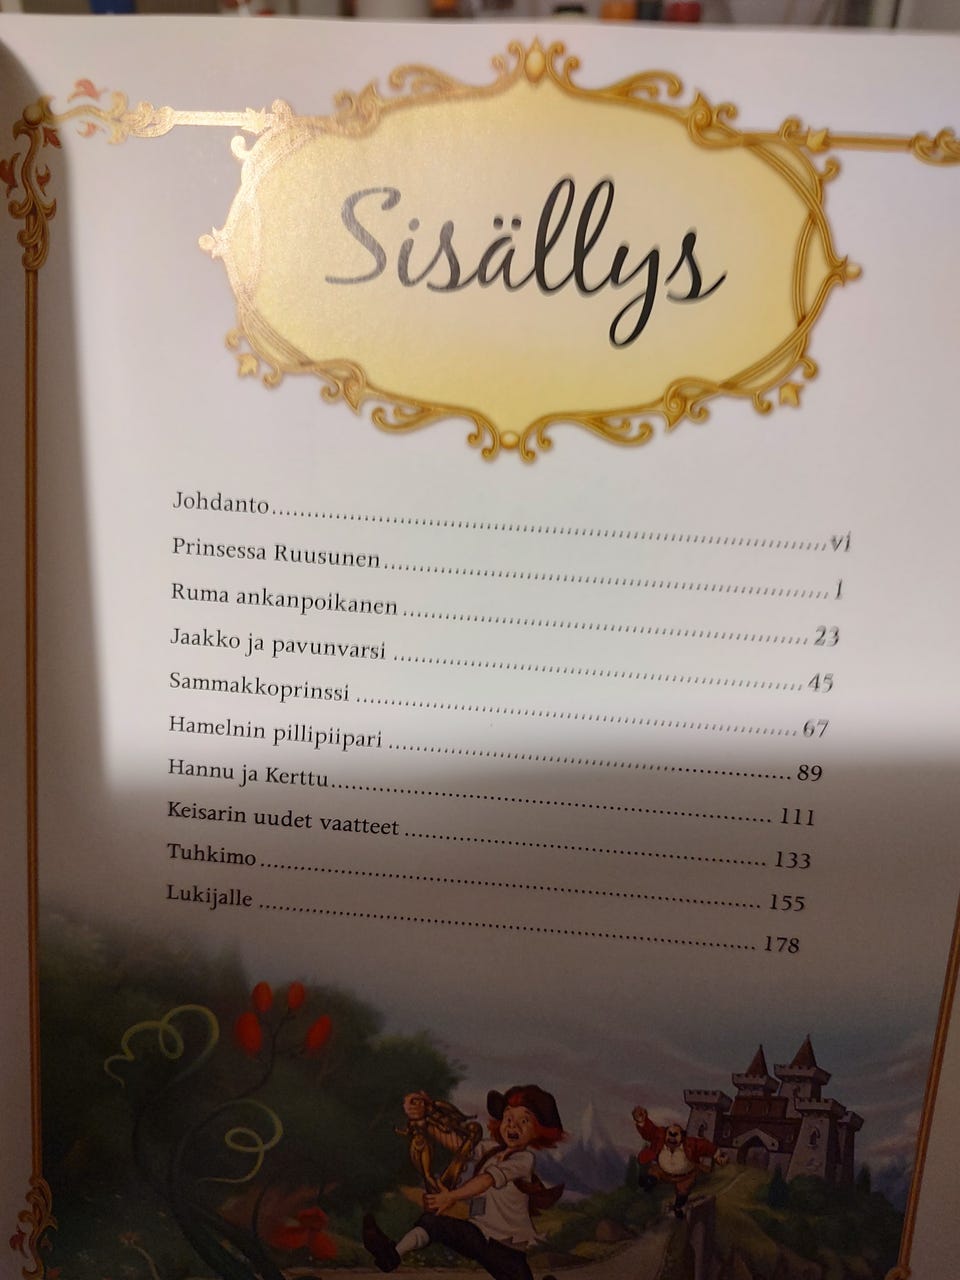 Sisällys
Johdanto vi
Prinsessa Ruusunen 1
Ruma ankanpoikanen 23
Jaakko ja pavunvarsi 45
Sammakkoprinssi 67
Hamelnin pillipiipari 89
Hannu ja Kerttu 111
Keisarin uudet vaatteet 133
Tuhkimo 155
Lukijalle 178